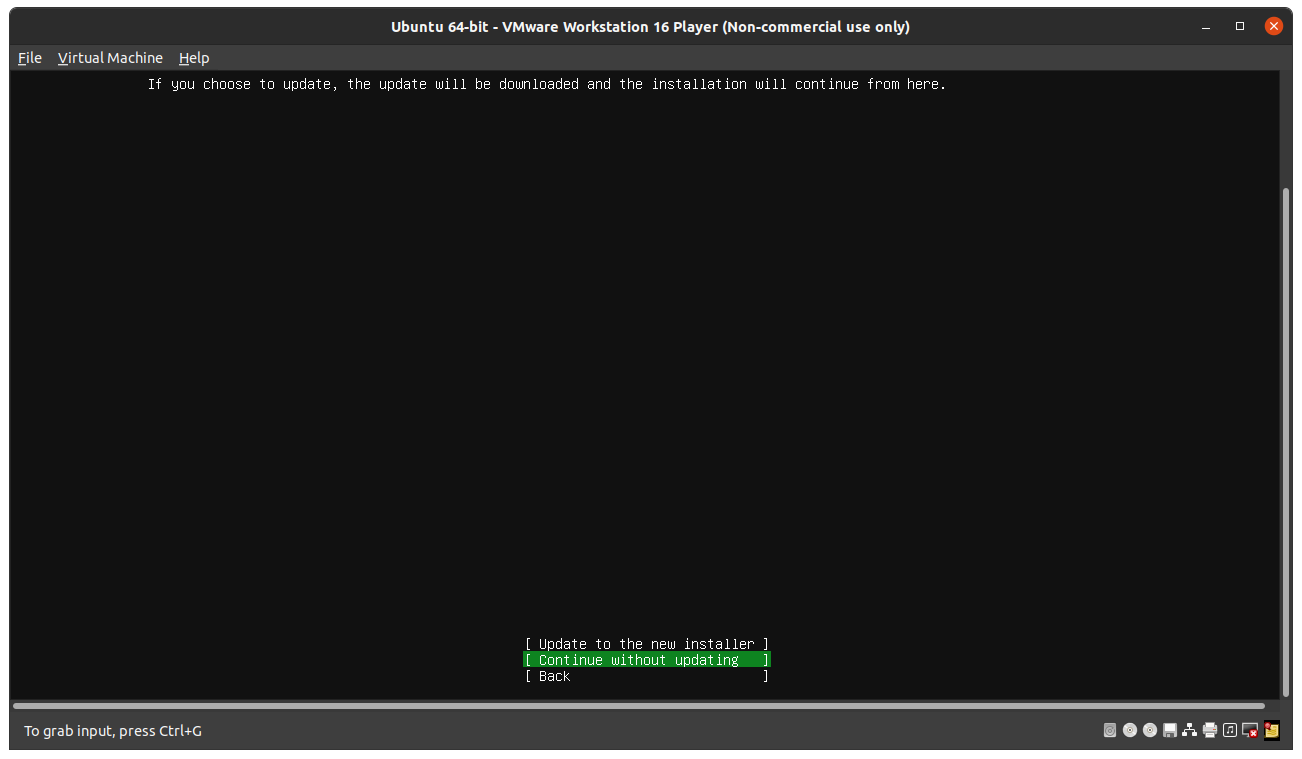 Ubuntu 64-bit - VMware Workstation 16 Player (Non-commercial use only)
File Virtual Machine Help
If you choose to update, the update will be downloaded and the installation will continue from here.
[ Update to the new installer ]
[ Continue without updating ]
[ Back ]
To grab input, press Ctrl+G